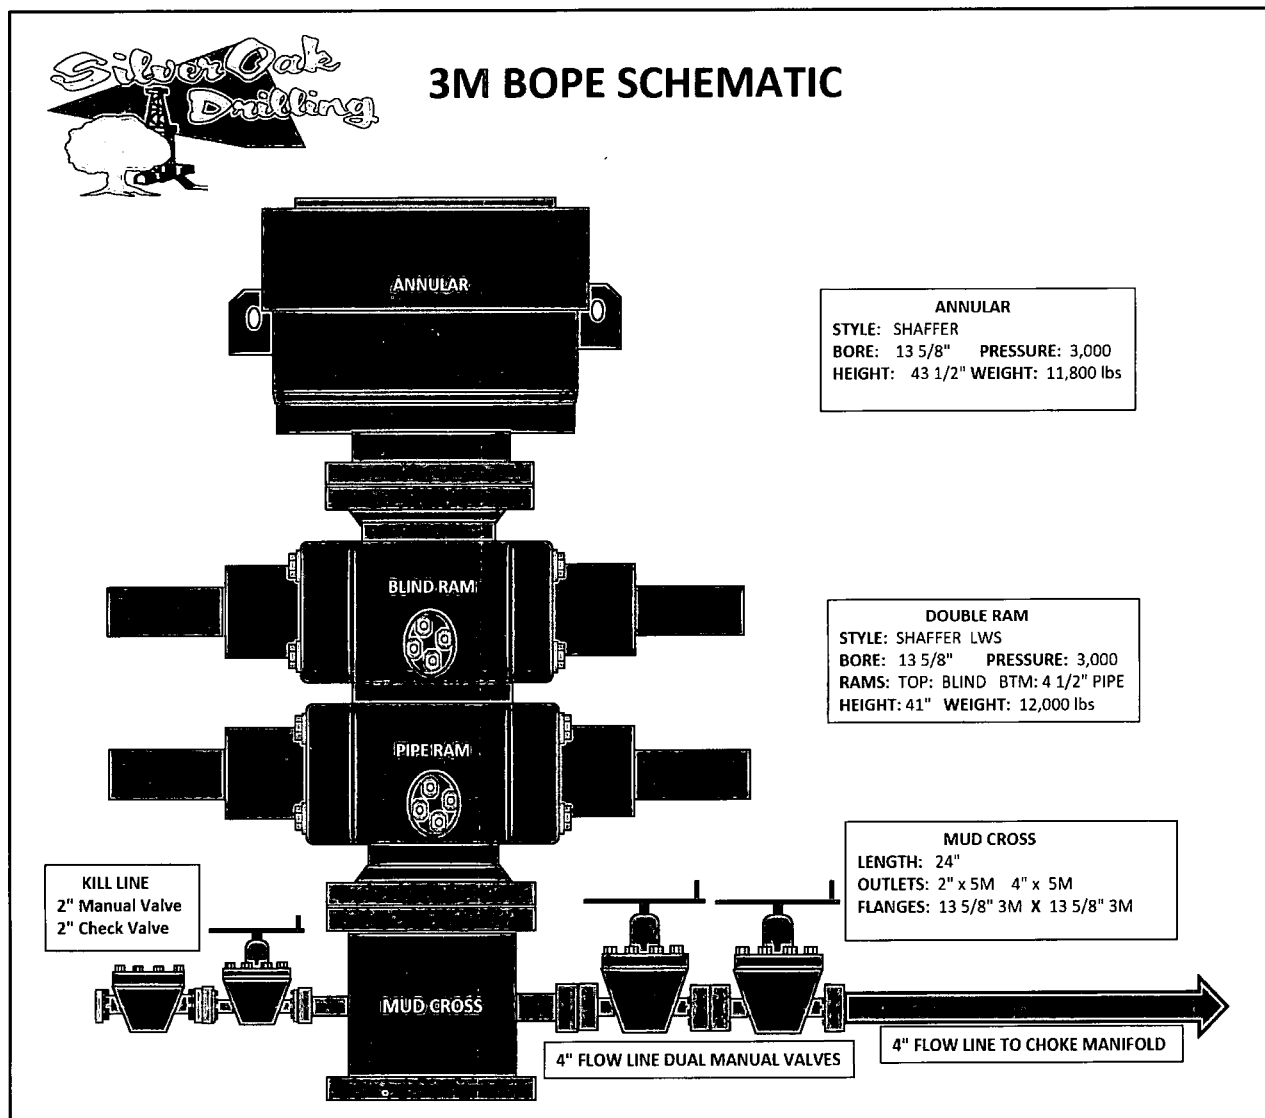 SilverOak
Drilling
3M BOPE SCHEMATIC
ANNULAR
ANNULAR
STYLE: SHAFFER
BORE: 13 5/8" PRESSURE: 3,000
HEIGHT: 43 1/2" WEIGHT: 11,800 lbs
BLIND RAM
DOUBLE RAM
STYLE: SHAFFER LWS
BORE: 13 5/8" PRESSURE: 3,000
RAMS: TOP: BLIND BTM: 4 1/2" PIPE
HEIGHT: 41" WEIGHT: 12,000 lbs
PIPE RAM
MUD CROSS
LENGTH: 24"
OUTLETS: 2" x 5M 4" x 5M
FLANGES: 13 5/8" 3M X 13 5/8" 3M
KILL LINE
2" Manual Valve
2" Check Valve
MUD CROSS
4" FLOW LINE DUAL MANUAL VALVES
4" FLOW LINE TO CHOKE MANIFOLD